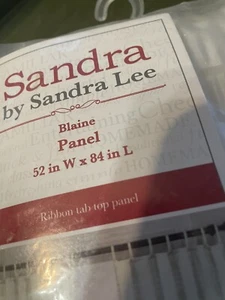 Sandra
by Sandra Lee
Blaine
Panel
52 in W x 84 in L
Ribbon tab top panel